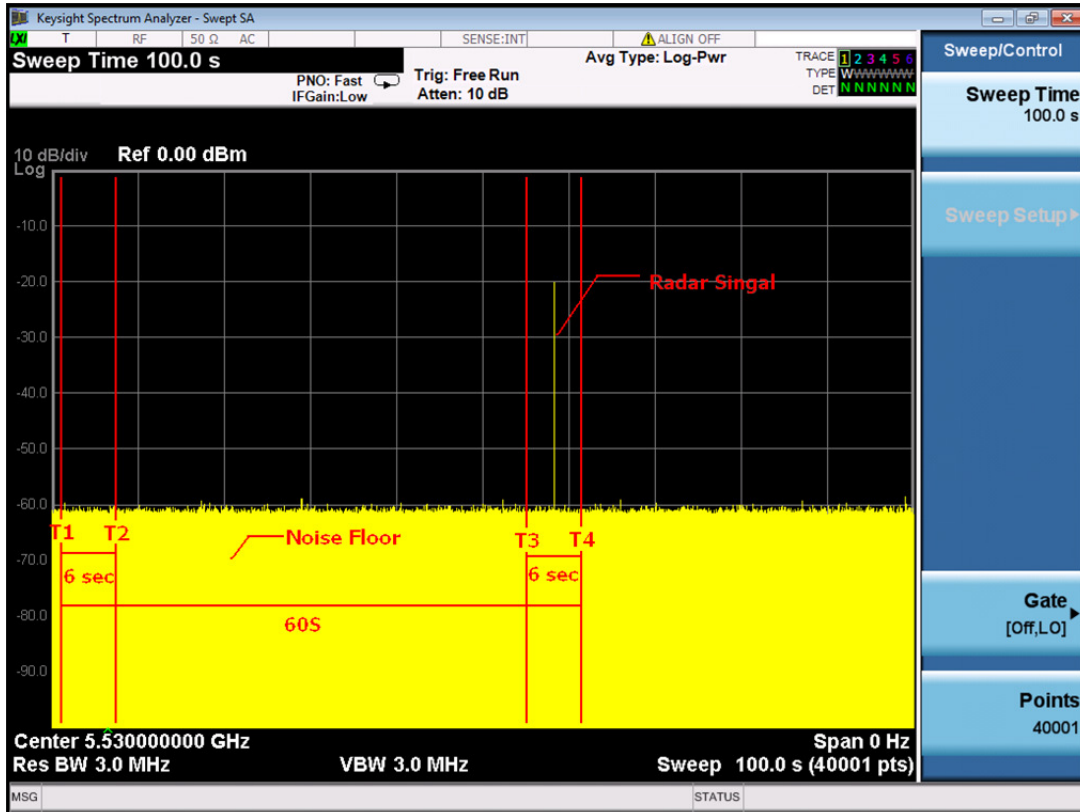 Keysight Spectrum Analyzer - Swept SA
LXI T RF 50 Ω AC SENSE:INT ALIGN OFF
Sweep Time 100.0 s
PNO: Fast
IFGain:Low
Trig: Free Run
Atten: 10 dB
Avg Type: Log-Pwr
TRACE 1 2 3 4 5 6
TYPE WWWWWW
DET N N N N N N
10 dB/div Ref 0.00 dBm
Log
-10.0
-20.0
-30.0
-40.0
-50.0
-60.0
-70.0
-80.0
-90.0
Radar Singal
T1 T2 Noise Floor T3 T4
6 sec 6 sec
60S
Center 5.530000000 GHz Span 0 Hz
Res BW 3.0 MHz VBW 3.0 MHz Sweep 100.0 s (40001 pts)
MSG STATUS
Sweep/Control
Sweep Time
100.0 s
Sweep Setup
Gate
[Off,LO]
Points
40001